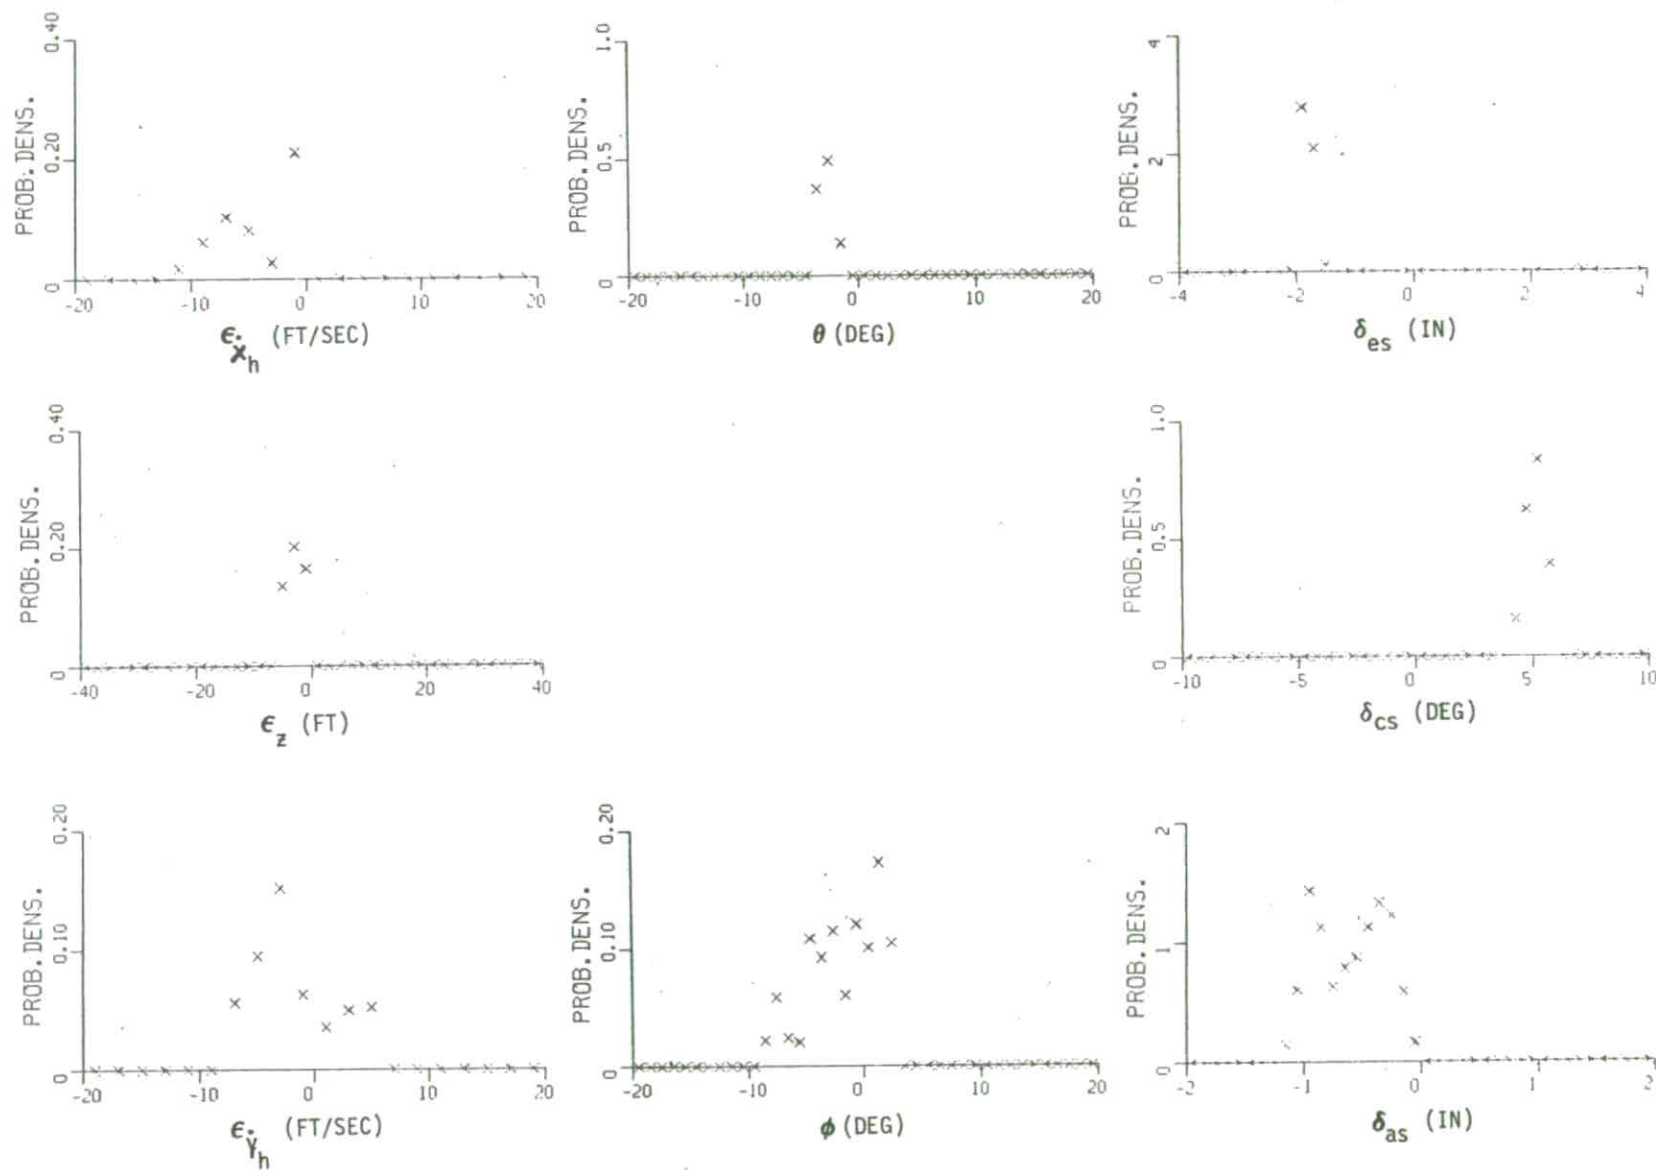 PROB. DENS.
0.40
0.20
0
-20 -10 0 10 20
ϵẋh (FT/SEC)
PROB. DENS.
1.0
0.5
0
-20 -10 0 10 20
θ (DEG)
PROB. DENS.
4
2
0
-4 -2 0 2 4
δes (IN)
PROB. DENS.
0.40
0.20
0
-40 -20 0 20 40
ϵz (FT)
PROB. DENS.
1.0
0.5
0
-10 -5 0 5 10
δcs (DEG)
PROB. DENS.
0.20
0.10
0
-20 -10 0 10 20
ϵẎh (FT/SEC)
PROB. DENS.
0.20
0.10
0
-20 -10 0 10 20
ϕ (DEG)
PROB. DENS.
2
1
0
-2 -1 0 1 2
δas (IN)